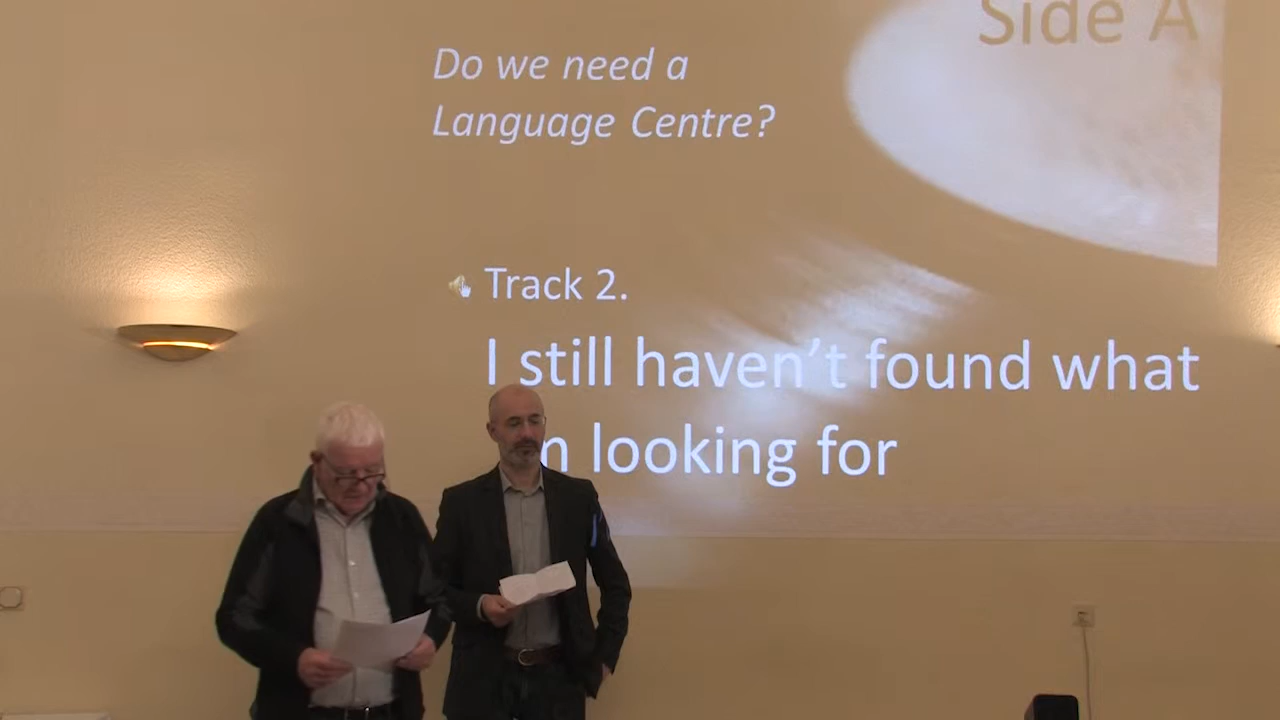 Side A
Do we need a
Language Centre?
Track 2.
I still haven't found what
looking for